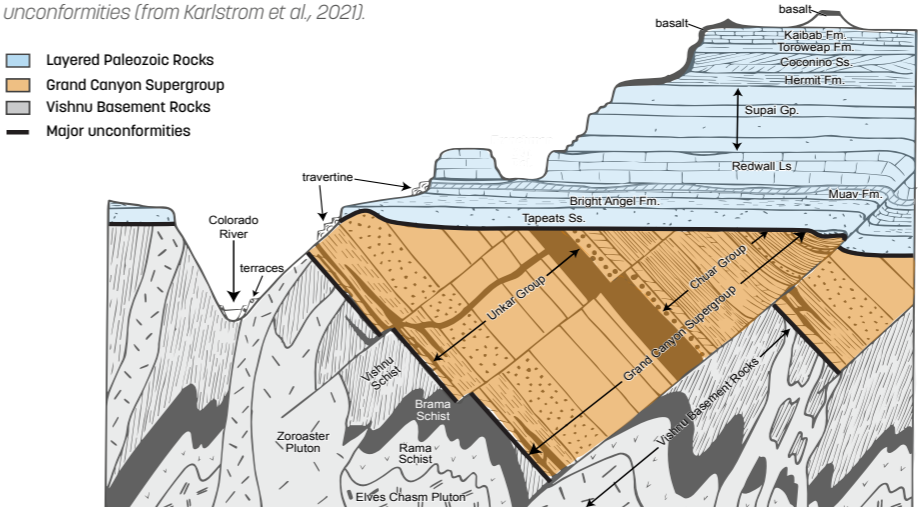 unconformities (from Karlstrom et al., 2021).
Layered Paleozoic Rocks
Grand Canyon Supergroup
Vishnu Basement Rocks
Major unconformities
basalt
basalt
Kaibab Fm.
Toroweap Fm.
Coconino Ss.
Hermit Fm.
Supai Gp.
Redwall Ls
Muav Fm.
Bright Angel Fm.
Tapeats Ss.
travertine
Colorado
River
terraces
Unkar Group
Chuar Group
Grand Canyon Supergroup
Vishnu Basement Rocks
Vishnu
Schist
Brama
Schist
Zoroaster
Pluton
Rama
Schist
Elves Chasm Pluton